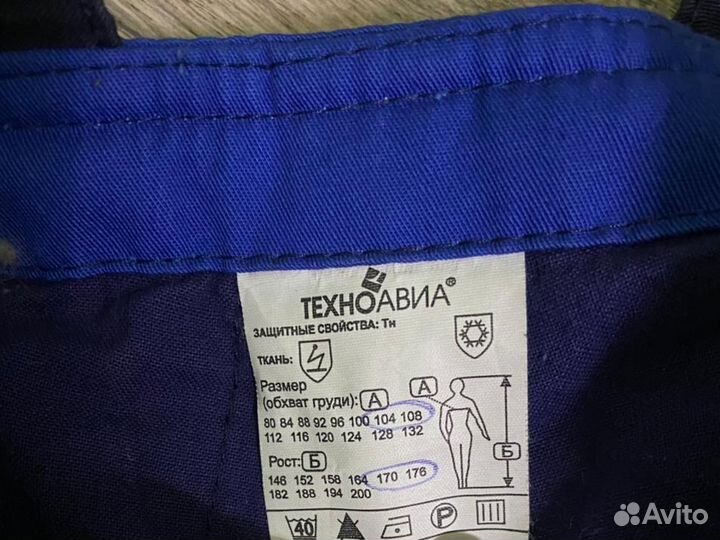 ТЕХНОАВИА®
ЗАЩИТНЫЕ СВОЙСТВА: Тн
ТКАНЬ:
Размер
(обхват груди): А
80 84 88 92 96 100 104 108
112 116 120 124 128 132
А
Б
Рост: Б
146 152 158 164 170 176
182 188 194 200
40
P
Avito